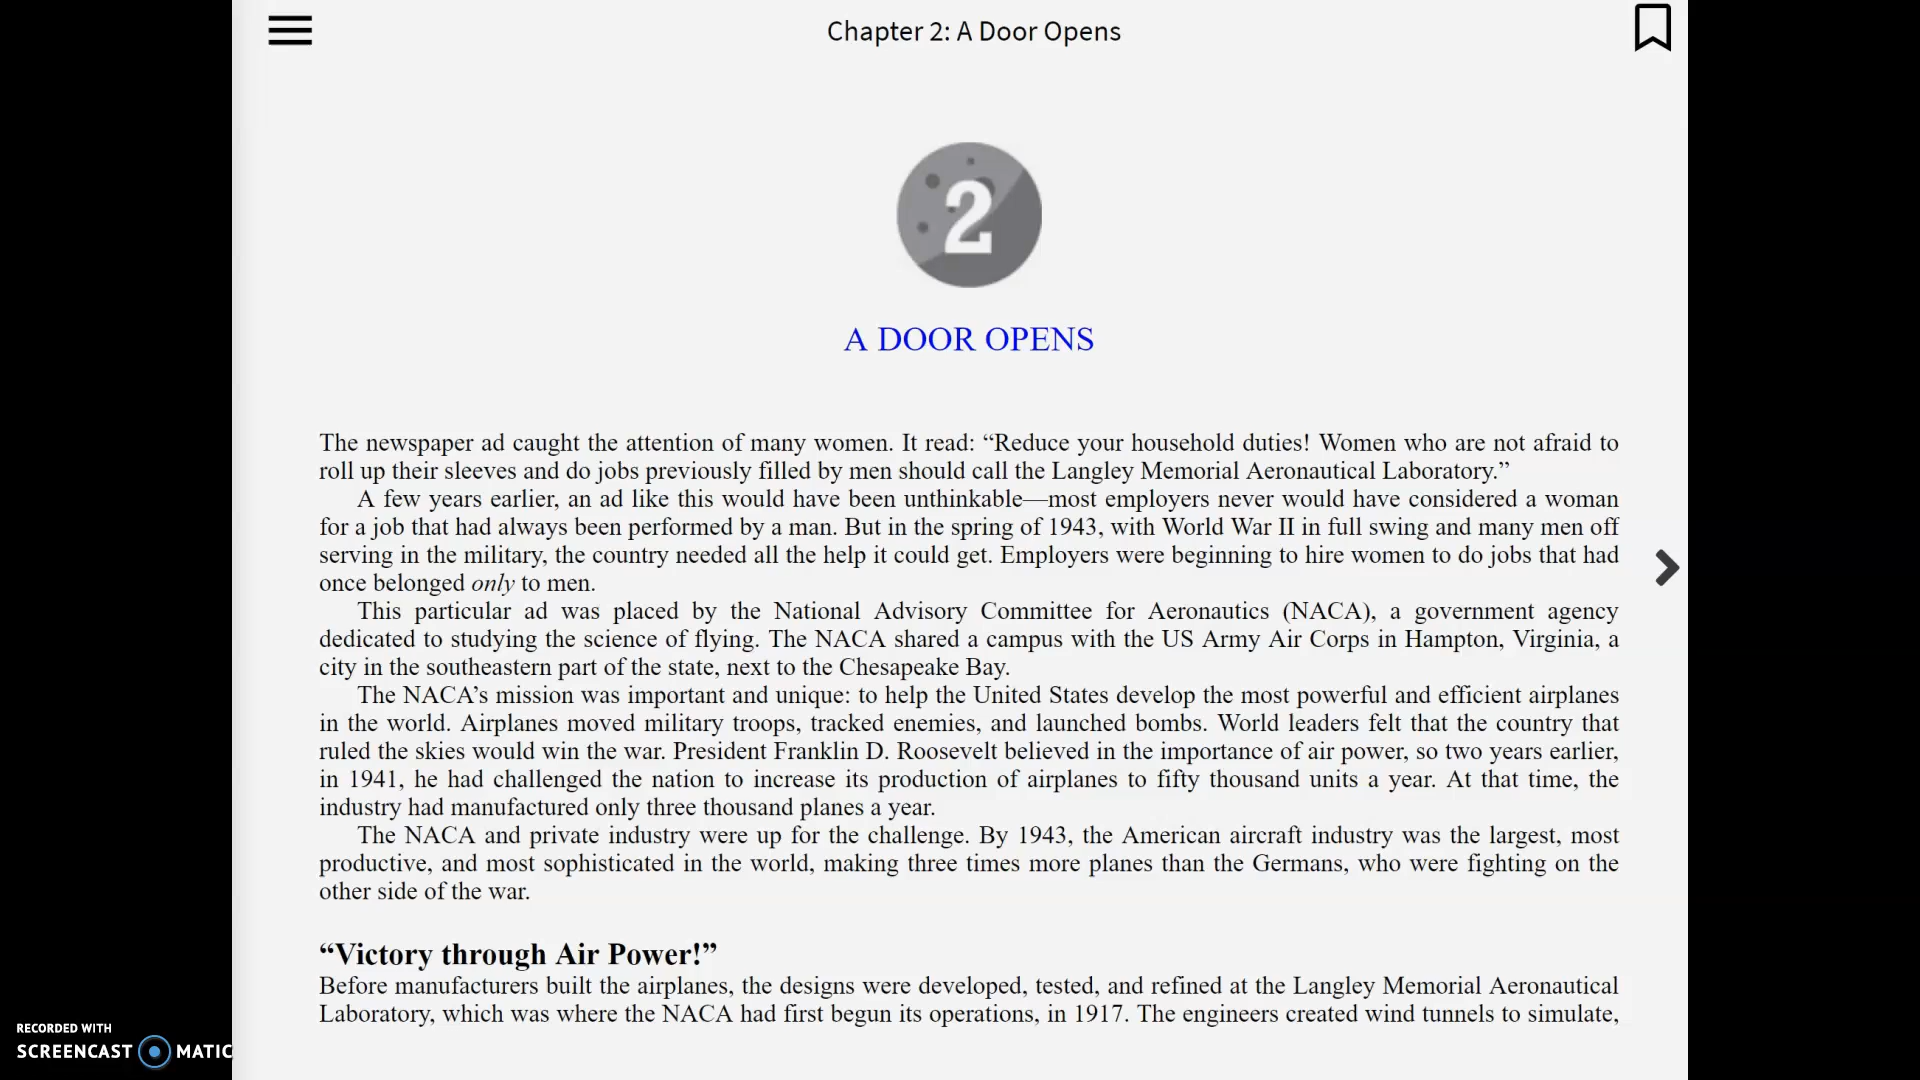 Chapter 2: A Door Opens
2
A DOOR OPENS
The newspaper ad caught the attention of many women. It read: “Reduce your household duties! Women who are not afraid to
roll up their sleeves and do jobs previously filled by men should call the Langley Memorial Aeronautical Laboratory.”
A few years earlier, an ad like this would have been unthinkable—most employers never would have considered a woman
for a job that had always been performed by a man. But in the spring of 1943, with World War II in full swing and many men off
serving in the military, the country needed all the help it could get. Employers were beginning to hire women to do jobs that had
once belonged only to men.
This particular ad was placed by the National Advisory Committee for Aeronautics (NACA), a government agency
dedicated to studying the science of flying. The NACA shared a campus with the US Army Air Corps in Hampton, Virginia, a
city in the southeastern part of the state, next to the Chesapeake Bay.
The NACA’s mission was important and unique: to help the United States develop the most powerful and efficient airplanes
in the world. Airplanes moved military troops, tracked enemies, and launched bombs. World leaders felt that the country that
ruled the skies would win the war. President Franklin D. Roosevelt believed in the importance of air power, so two years earlier,
in 1941, he had challenged the nation to increase its production of airplanes to fifty thousand units a year. At that time, the
industry had manufactured only three thousand planes a year.
The NACA and private industry were up for the challenge. By 1943, the American aircraft industry was the largest, most
productive, and most sophisticated in the world, making three times more planes than the Germans, who were fighting on the
other side of the war.
“Victory through Air Power!”
Before manufacturers built the airplanes, the designs were developed, tested, and refined at the Langley Memorial Aeronautical
Laboratory, which was where the NACA had first begun its operations, in 1917. The engineers created wind tunnels to simulate,
RECORDED WITH
SCREENCAST MATIC